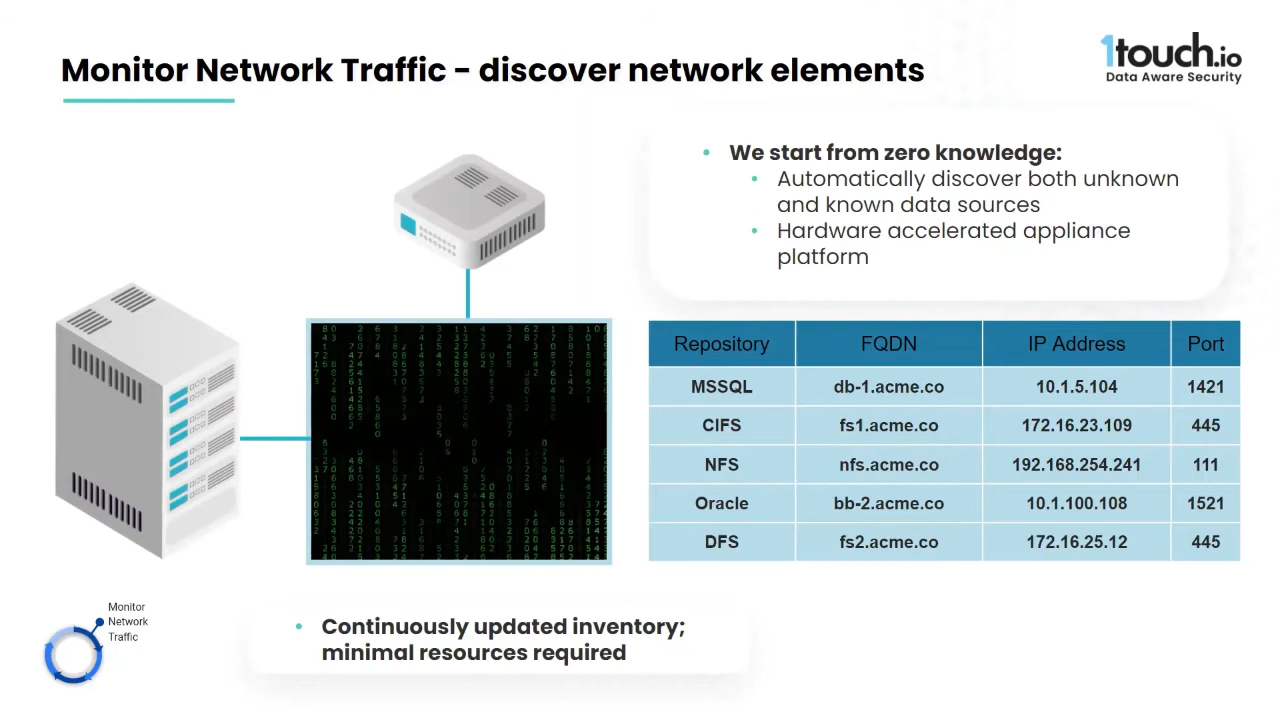 Monitor Network Traffic - discover network elements
1touch.io
Data Aware Security
• We start from zero knowledge:
• Automatically discover both unknown
and known data sources
• Hardware accelerated appliance
platform
Repository FQDN IP Address Port
MSSQL db-1.acme.co 10.1.5.104 1421
CIFS fs1.acme.co 172.16.23.109 445
NFS nfs.acme.co 192.168.254.241 111
Oracle bb-2.acme.co 10.1.100.108 1521
DFS fs2.acme.co 172.16.25.12 445
Monitor
Network
Traffic
• Continuously updated inventory;
minimal resources required